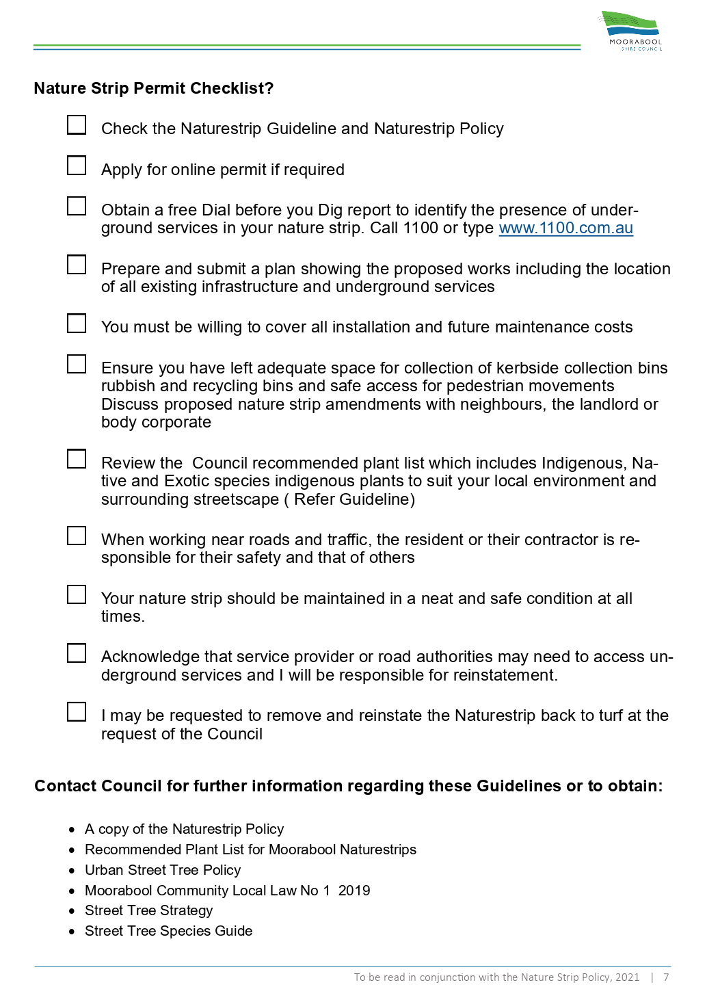 MOORABOOL
SHIRE COUNCIL
Nature Strip Permit Checklist?
Check the Naturestrip Guideline and Naturestrip Policy
Apply for online permit if required
Obtain a free Dial before you Dig report to identify the presence of under-
ground services in your nature strip. Call 1100 or type www.1100.com.au
Prepare and submit a plan showing the proposed works including the location
of all existing infrastructure and underground services
You must be willing to cover all installation and future maintenance costs
Ensure you have left adequate space for collection of kerbside collection bins
rubbish and recycling bins and safe access for pedestrian movements
Discuss proposed nature strip amendments with neighbours, the landlord or
body corporate
Review the  Council recommended plant list which includes Indigenous, Na-
tive and Exotic species indigenous plants to suit your local environment and
surrounding streetscape ( Refer Guideline)
When working near roads and traffic, the resident or their contractor is re-
sponsible for their safety and that of others
Your nature strip should be maintained in a neat and safe condition at all
times.
Acknowledge that service provider or road authorities may need to access un-
derground services and I will be responsible for reinstatement.
I may be requested to remove and reinstate the Naturestrip back to turf at the
request of the Council
Contact Council for further information regarding these Guidelines or to obtain:
• A copy of the Naturestrip Policy
• Recommended Plant List for Moorabool Naturestrips
• Urban Street Tree Policy
• Moorabool Community Local Law No 1  2019
• Street Tree Strategy
• Street Tree Species Guide
To be read in conjunction with the Nature Strip Policy, 2021 | 7